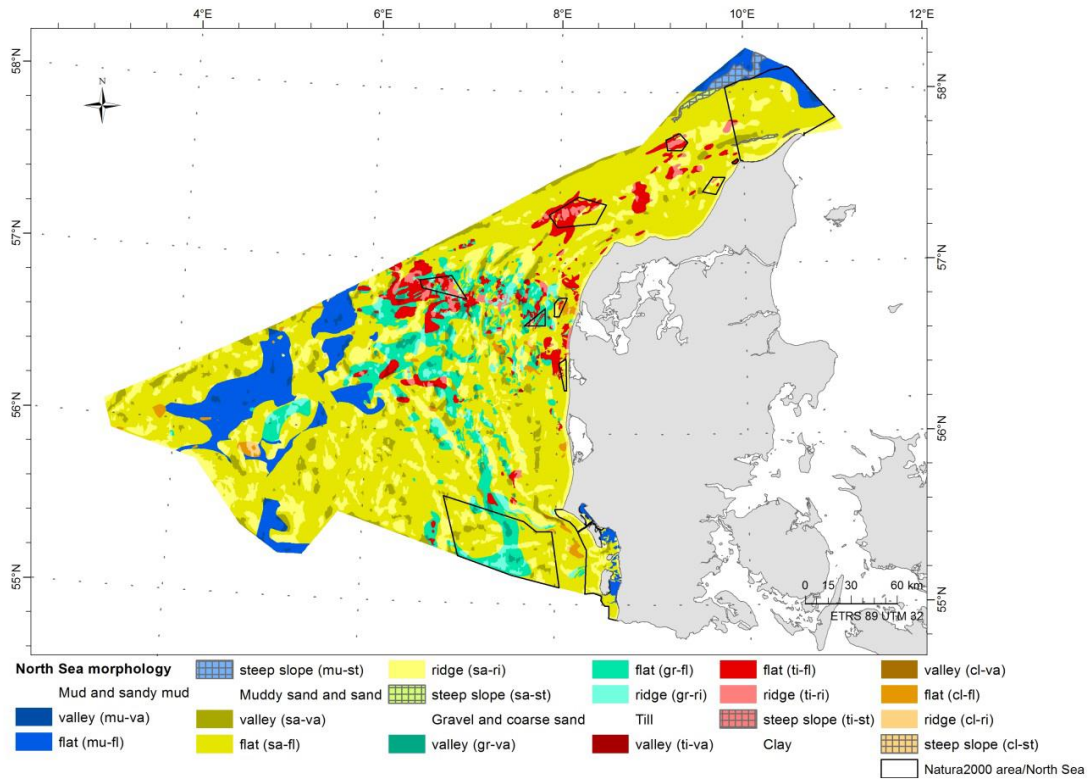 4°E 6°E 8°E 10°E 12°E
58°N
58°N
N
57°N
57°N
56°N
56°N
55°N
55°N
0 15 30 60 km
ETRS 89 UTM 32
North Sea morphology
Mud and sandy mud
valley (mu-va)
flat (mu-fl)
steep slope (mu-st)
Muddy sand and sand
valley (sa-va)
flat (sa-fl)
ridge (sa-ri)
steep slope (sa-st)
Gravel and coarse sand
valley (gr-va)
flat (gr-fl)
ridge (gr-ri)
Till
valley (ti-va)
flat (ti-fl)
ridge (ti-ri)
steep slope (ti-st)
Clay
valley (cl-va)
flat (cl-fl)
ridge (cl-ri)
steep slope (cl-st)
Natura2000 area/North Sea